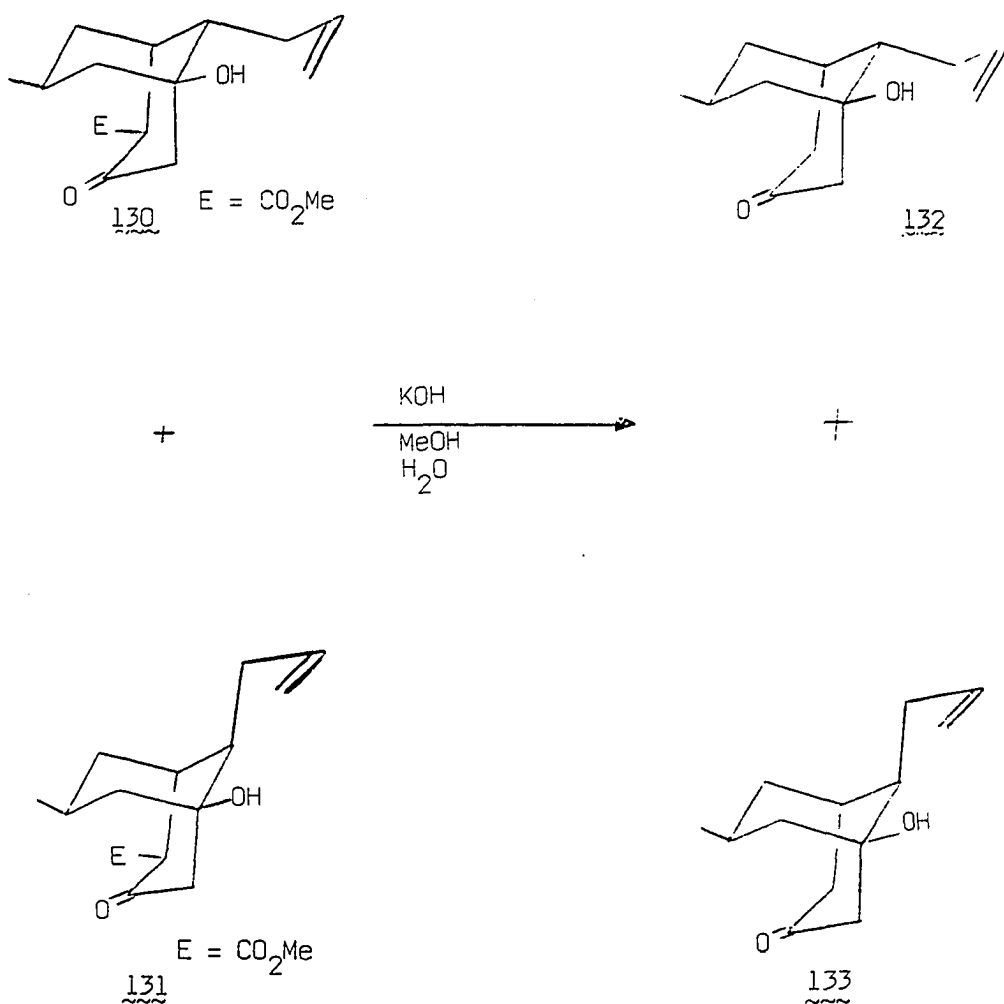 OH
E
O
E = CO2Me
130
OH
O
132
+
KOH
MeOH
H2O
+
OH
E
O
E = CO2Me
131
OH
O
133